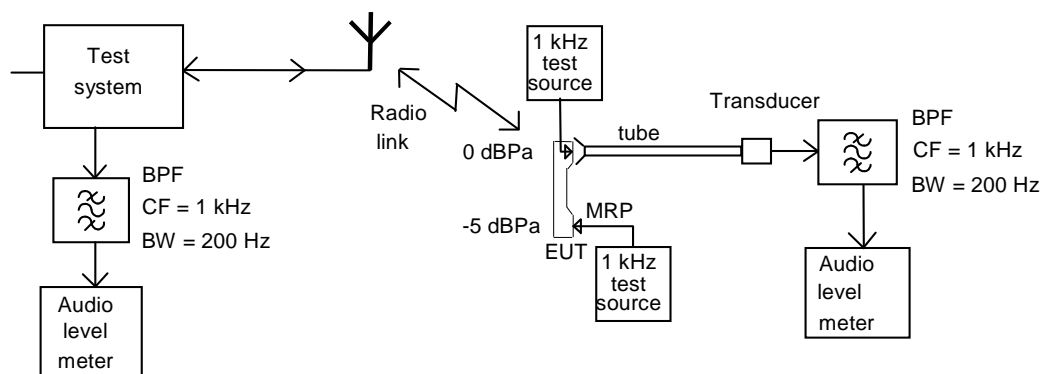 Test
system
BPF
CF = 1 kHz
BW = 200 Hz
Audio
level
meter
Radio
link
1 kHz
test
source
0 dBPa
-5 dBPa
MRP
EUT
1 kHz
test
source
tube
Transducer
BPF
CF = 1 kHz
BW = 200 Hz
Audio
level
meter